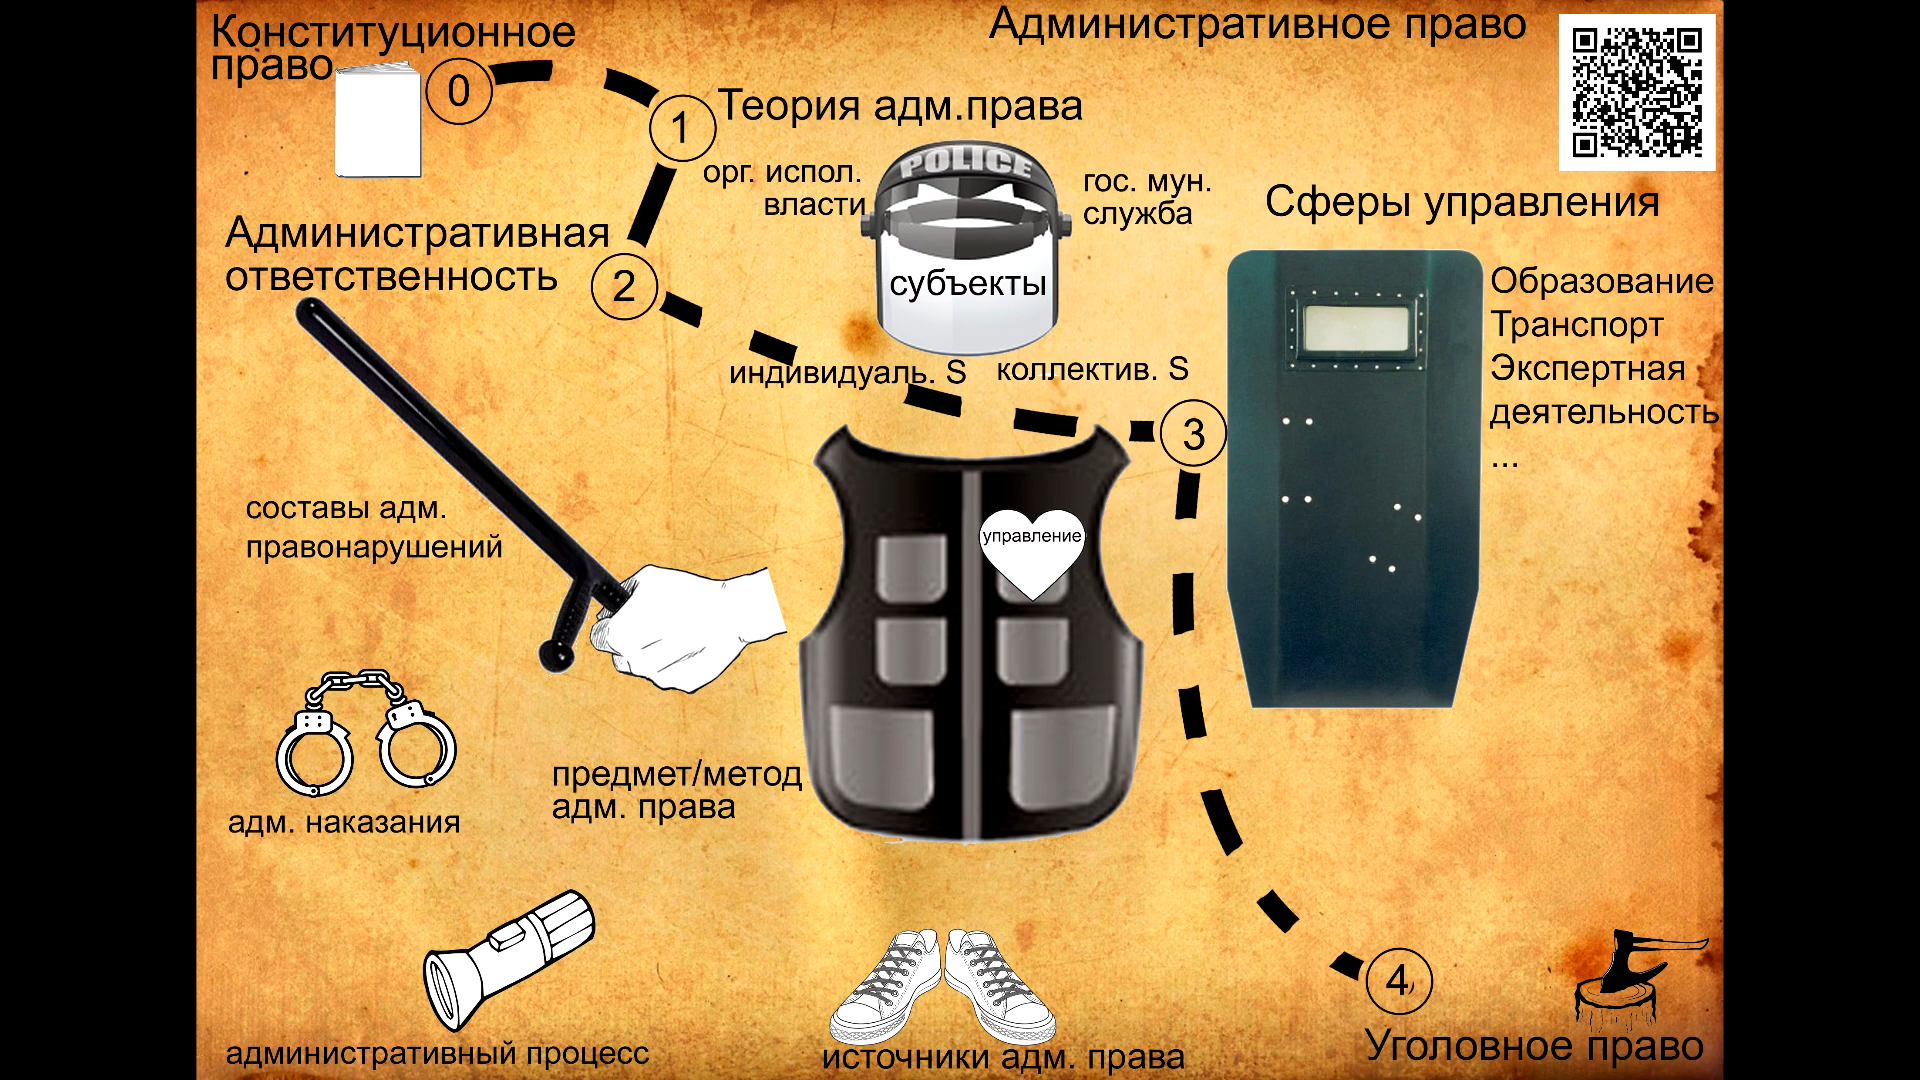 Конституционное
право
0
Административное право
1
Теория адм.права
POLICE
орг. испол.
власти
гос. мун.
служба
субъекты
индивидуаль. S
коллектив. S
Административная
ответственность
2
составы адм.
правонарушений
адм. наказания
административный процесс
управление
предмет/метод
адм. права
источники адм. права
3
Сферы управления
Образование
Транспорт
Экспертная
деятельность
...
4,
Уголовное право